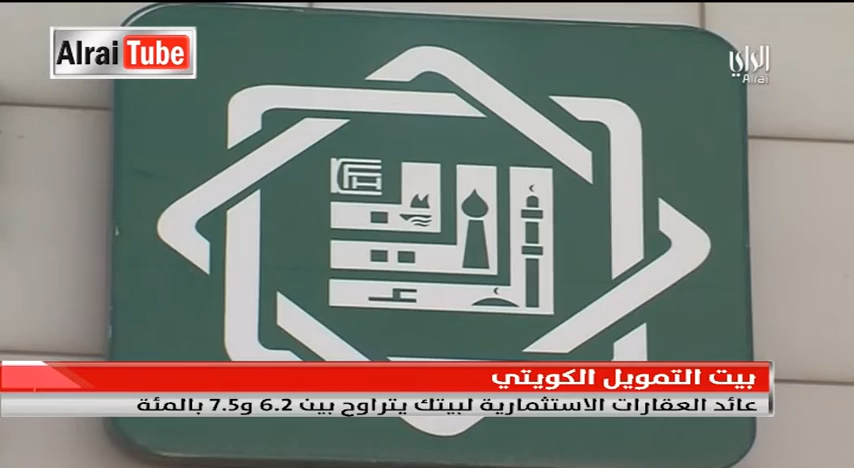 Alrai Tube
الراي
Alrai
بيت التمويل الكويتي
عائد العقارات الاستثمارية لبيتك يتراوح بين 6.2 و7.5 بالمئة